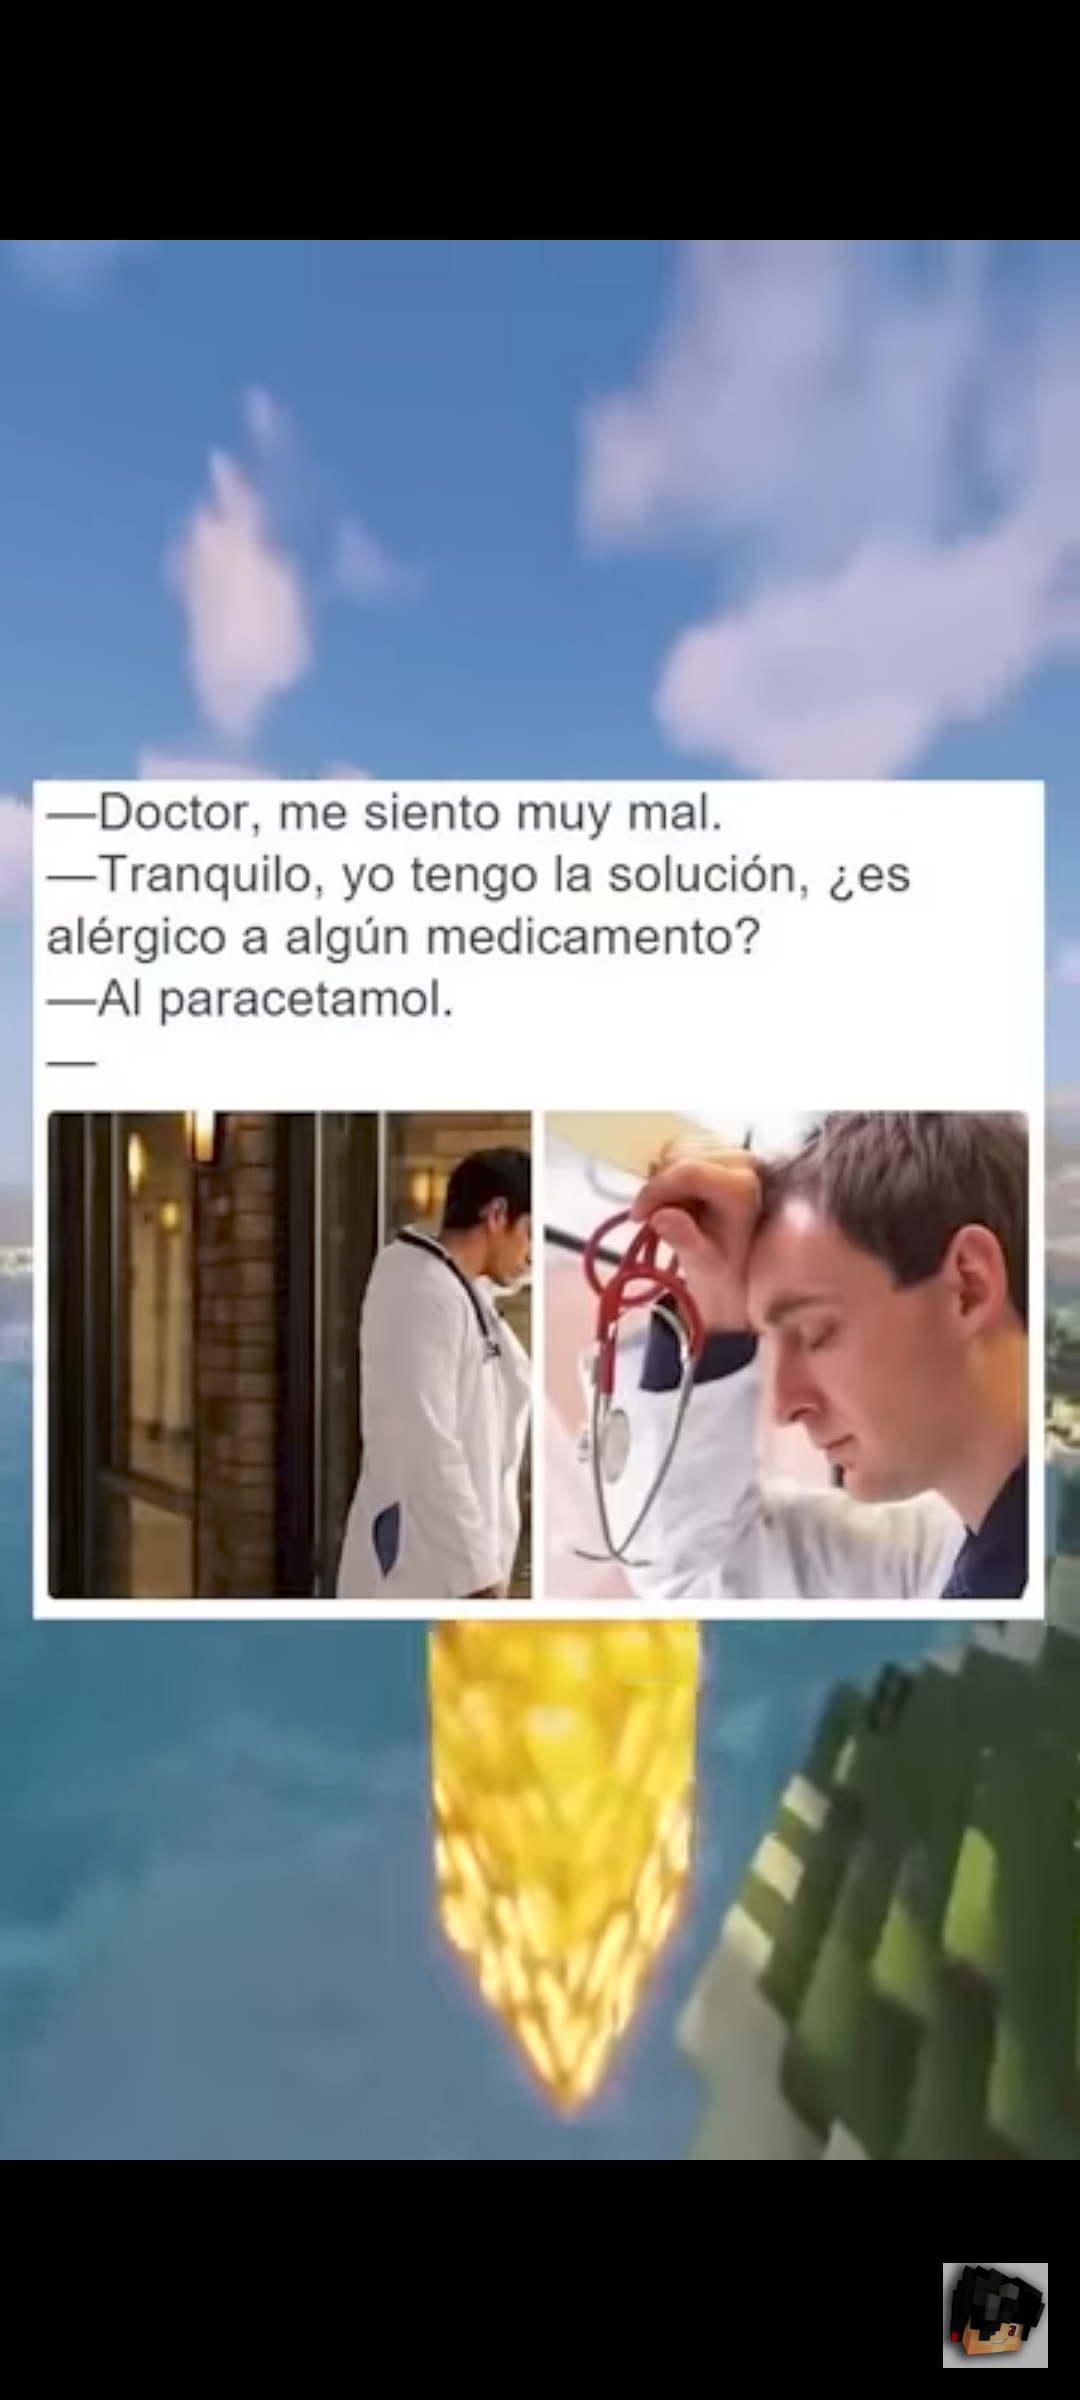 —Doctor, me siento muy mal.
—Tranquilo, yo tengo la solución, ¿es
alérgico a algún medicamento?
—Al paracetamol.
—